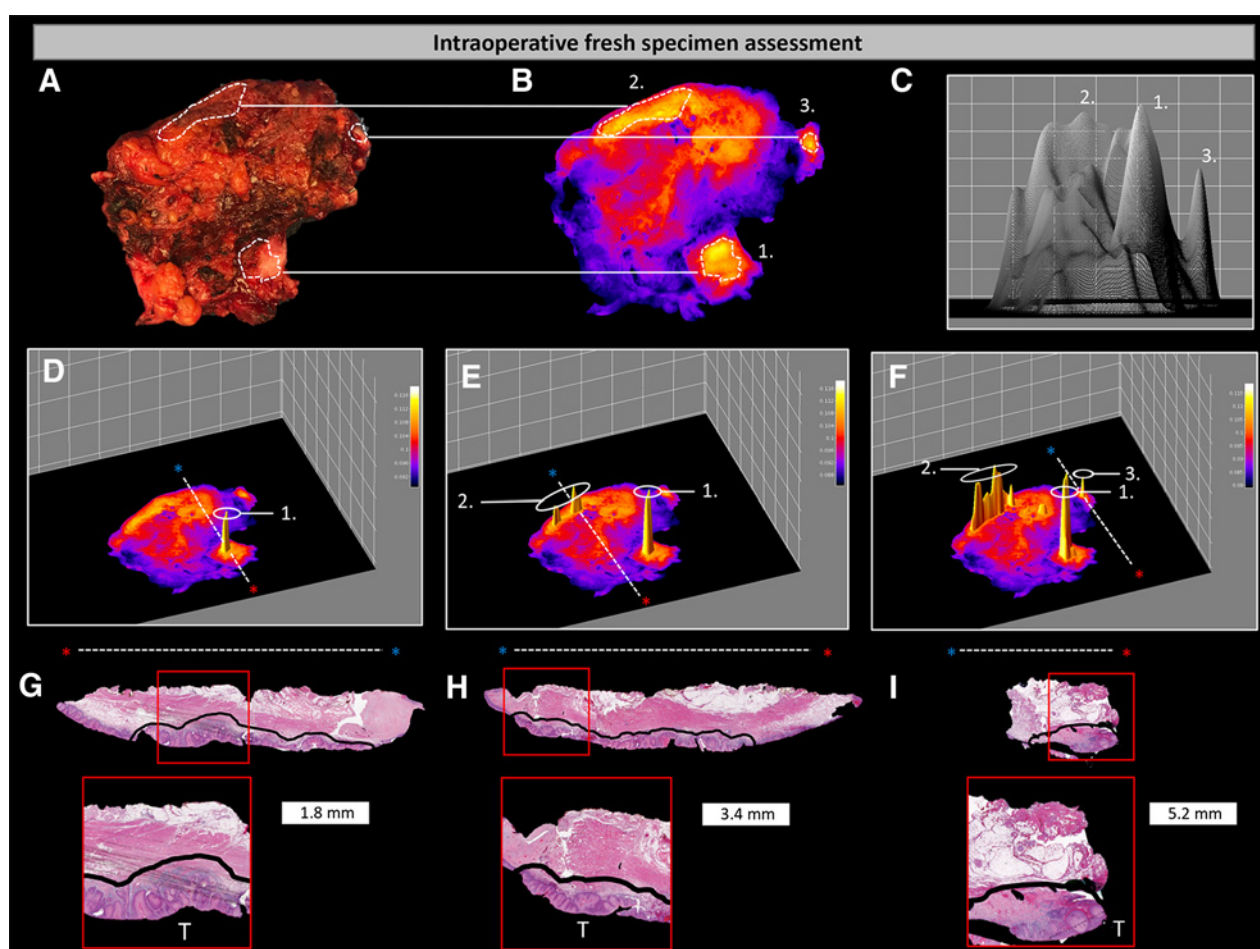 Intraoperative fresh specimen assessment
A
B
C
2.
3.
1.
2.
1.
3.
D
E
F
1.
2.
1.
2.
3.
1.
* *
* *
* *
G
H
I
1.8 mm
3.4 mm
5.2 mm
T
T
T